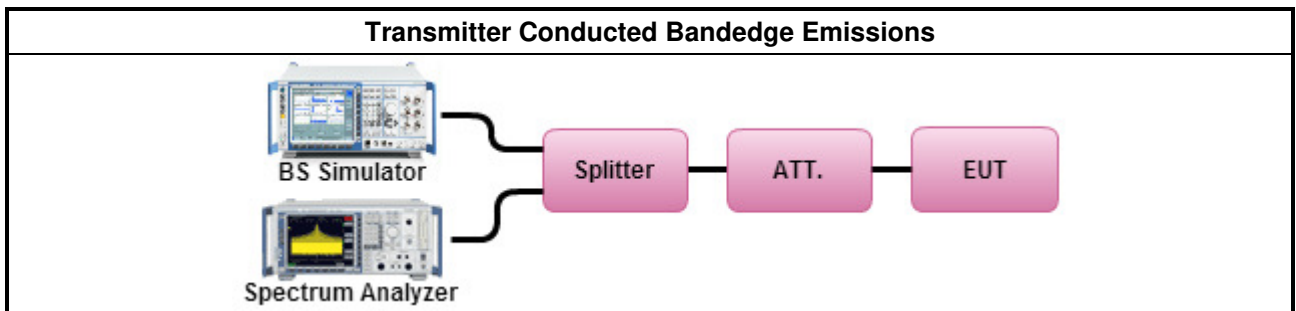 Transmitter Conducted Bandedge Emissions
BS Simulator
Splitter
ATT.
EUT
Spectrum Analyzer